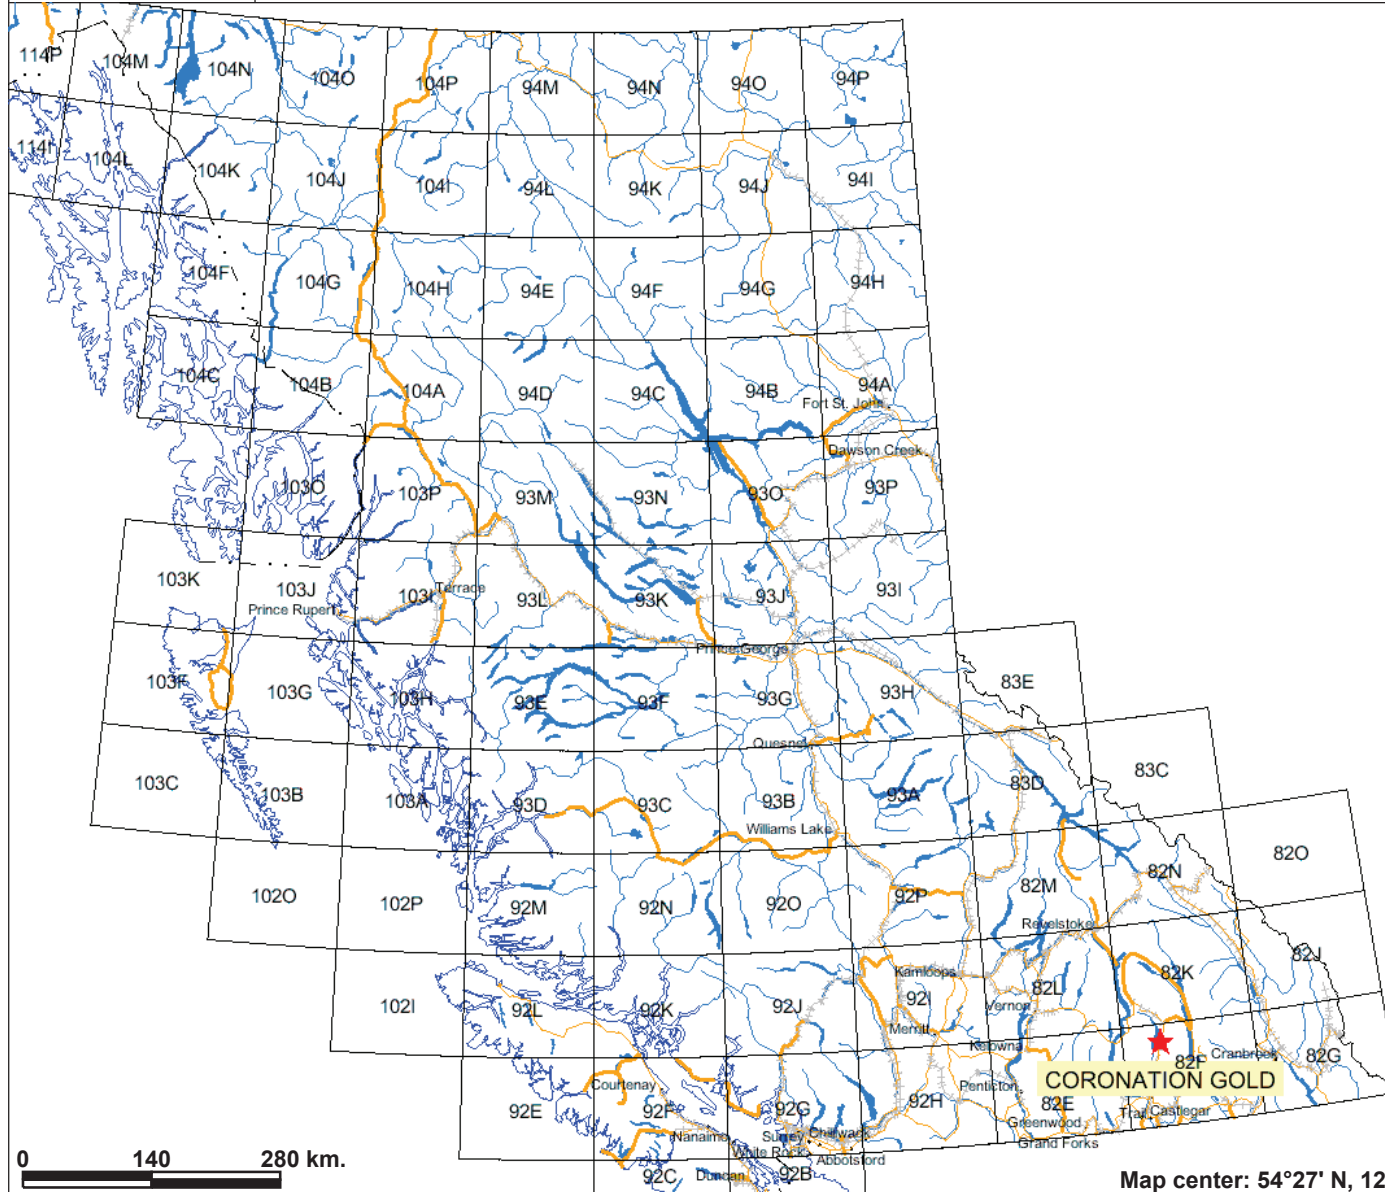 114P
104M
104N
104O
104P
94M
94N
94O
94P
114I
104L
104K
104J
104I
94L
94K
94J
94I
104F
104G
104H
94E
94F
94G
94H
104C
104B
104A
94D
94C
94B
94A
Fort St. John
Dawson Creek
103O
103P
93M
93N
93O
93P
103K
103J
103I
Terrace
93L
93K
93J
93I
Prince Rupert
Prince George
103F
103G
103H
93E
93F
93G
93H
83E
Quesnel
103C
103B
103A
93D
93C
93B
93A
83D
83C
Williams Lake
102O
102P
92M
92N
92O
92P
82M
82N
82O
Revelstoke
102I
92L
92K
92J
Kamloops
92I
82L
82K
82J
Vernon
Merritt
Kelowna
82F
Cranbrook
82G
CORONATION GOLD
Courtenay
92E
92F
92G
92H
Penticton
82E
Greenwood
Trail
Castlegar
Grand Forks
Nanaimo
Surrey
Chilliwack
White Rock
Abbotsford
92C
Duncan
92B
0 140 280 km.
Map center: 54°27' N, 12